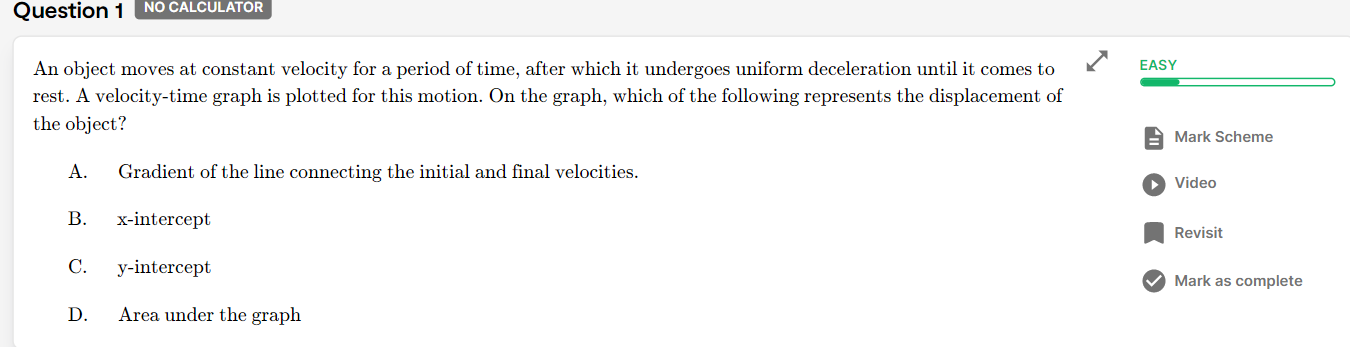 Question 1 NO CALCULATOR
An object moves at constant velocity for a period of time, after which it undergoes uniform deceleration until it comes to
rest. A velocity-time graph is plotted for this motion. On the graph, which of the following represents the displacement of
the object?
A. Gradient of the line connecting the initial and final velocities.
B. x-intercept
C. y-intercept
D. Area under the graph
EASY
Mark Scheme
Video
Revisit
Mark as complete